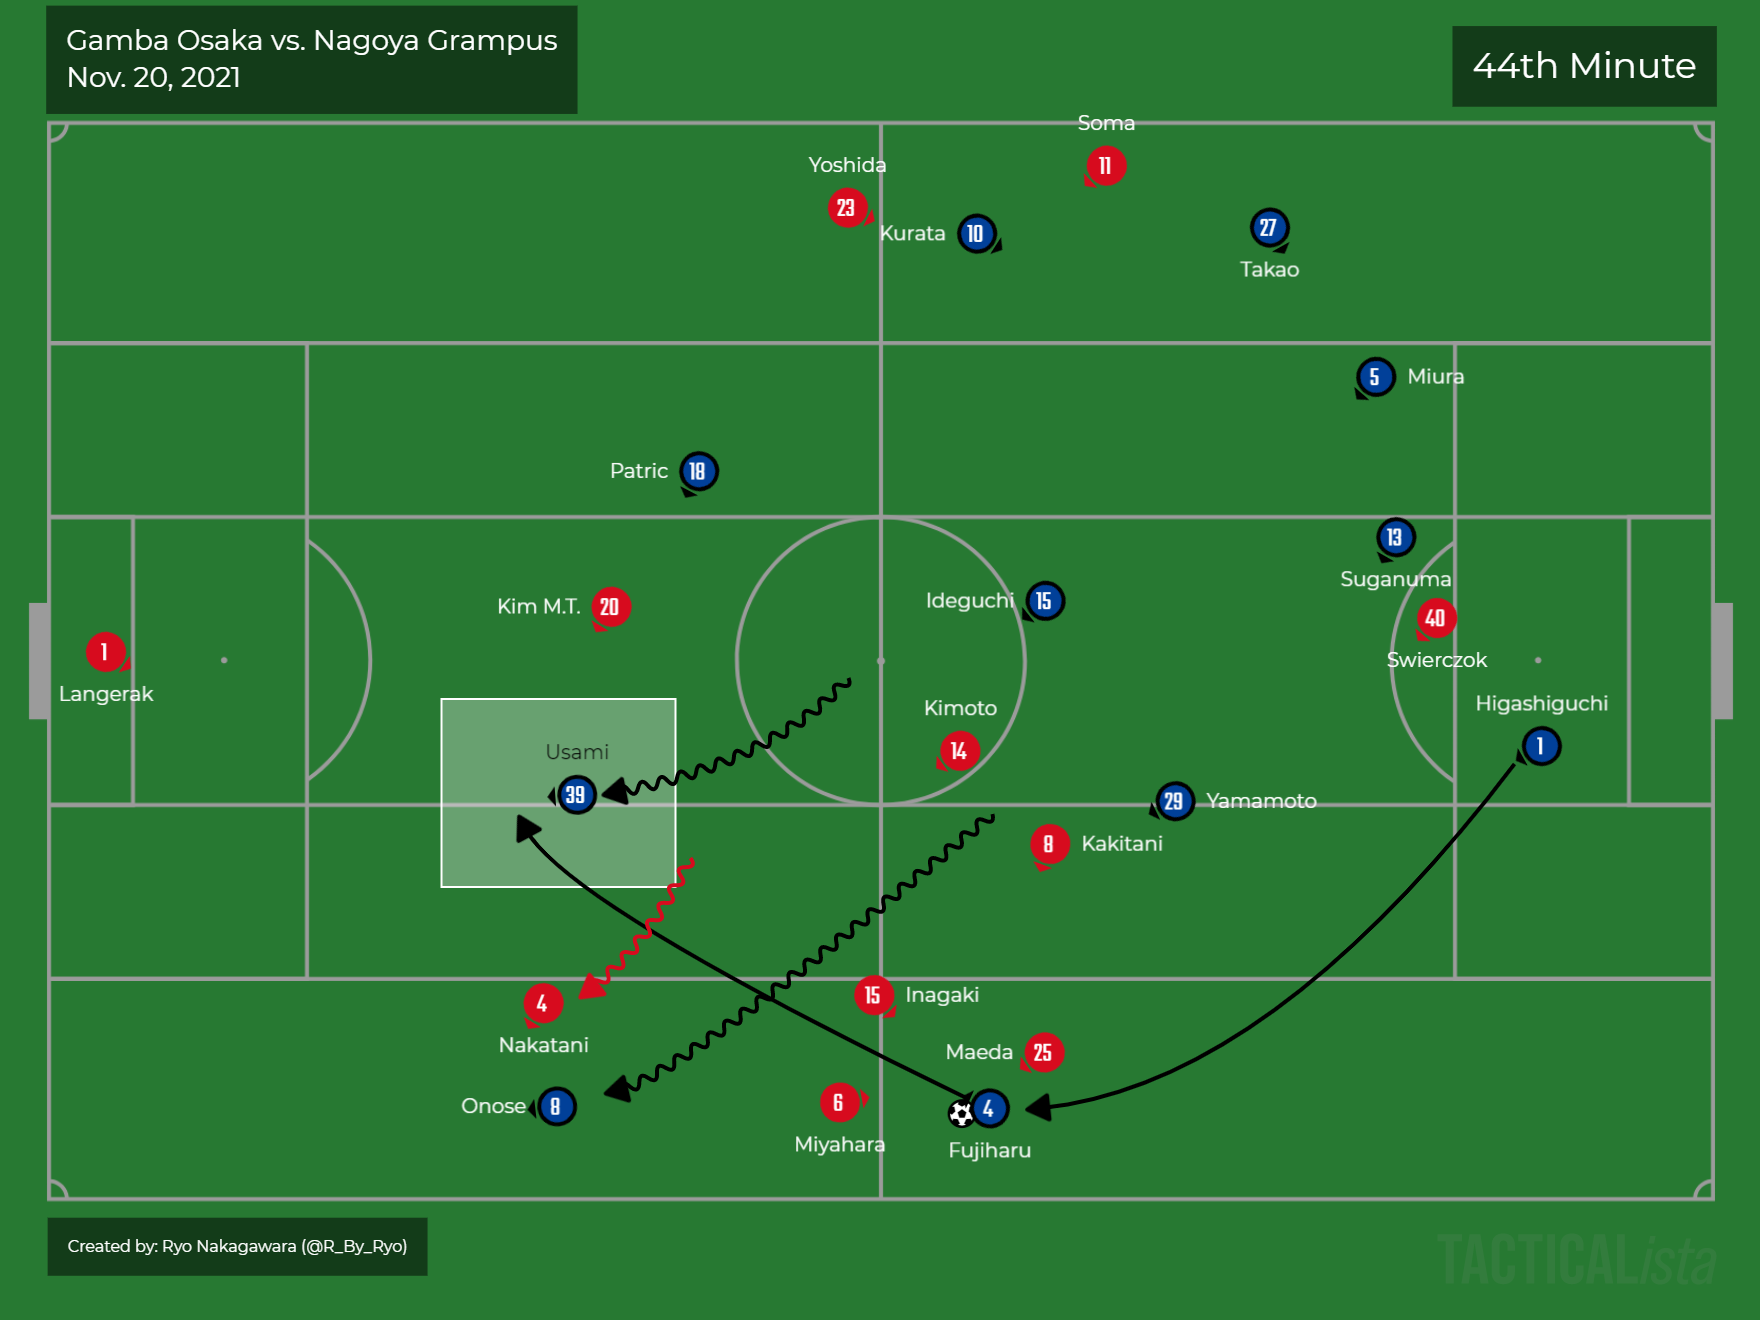 Gamba Osaka vs. Nagoya Grampus
Nov. 20, 2021
44th Minute
Soma
11
Yoshida
23
Kurata 10
27
Takao
5 Miura
Patric 18
13
Suganuma
Kim M.T. 20
Ideguchi 15
40
Swierczok
1
Langerak
Higashiguchi
1
Kimoto
14
Usami
39
29 Yamamoto
8 Kakitani
4
Nakatani
15 Inagaki
Maeda 25
Onose 8
6
Miyahara
4
Fujiharu
Created by: Ryo Nakagawara (@R_By_Ryo)
TACTICALista